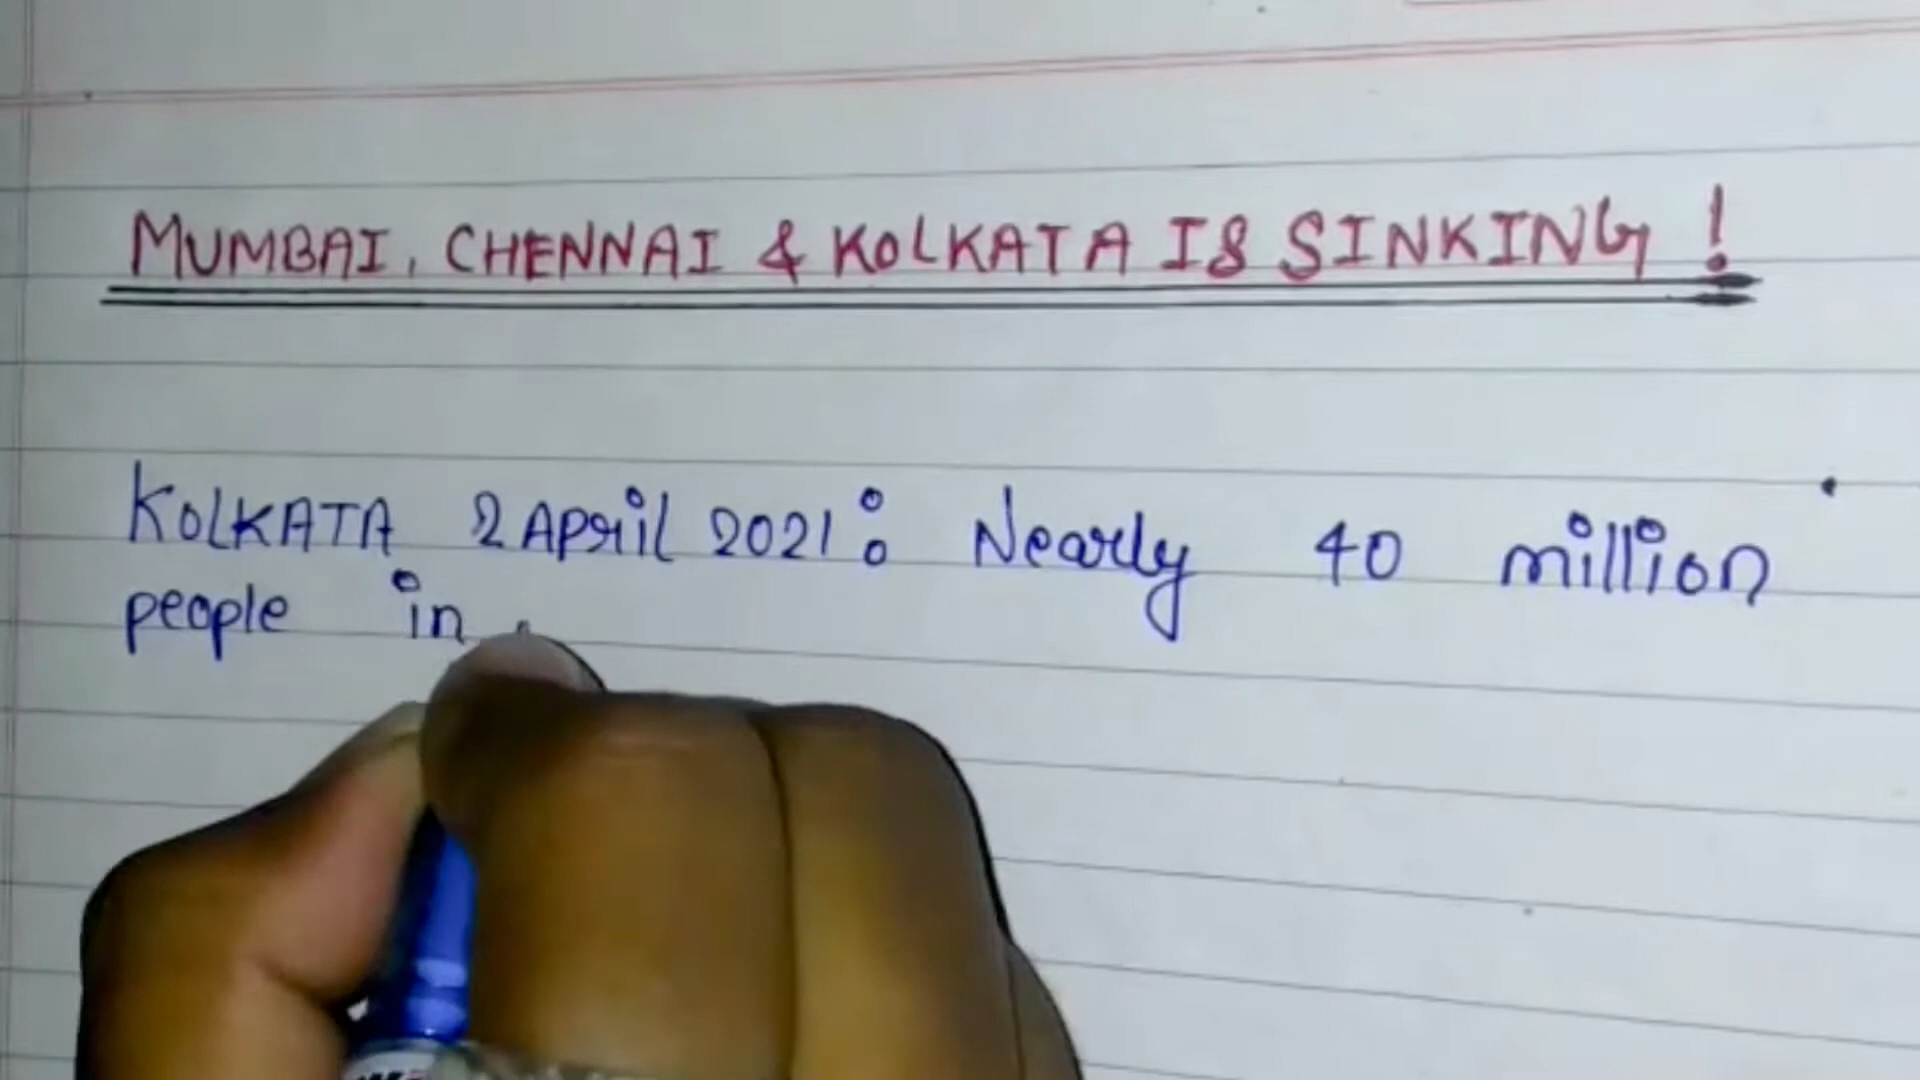 MUMBAI, CHENNAI & KOLKATA IS SINKING!
KOLKATA 2 April 2021: Nearly 40 million
people in